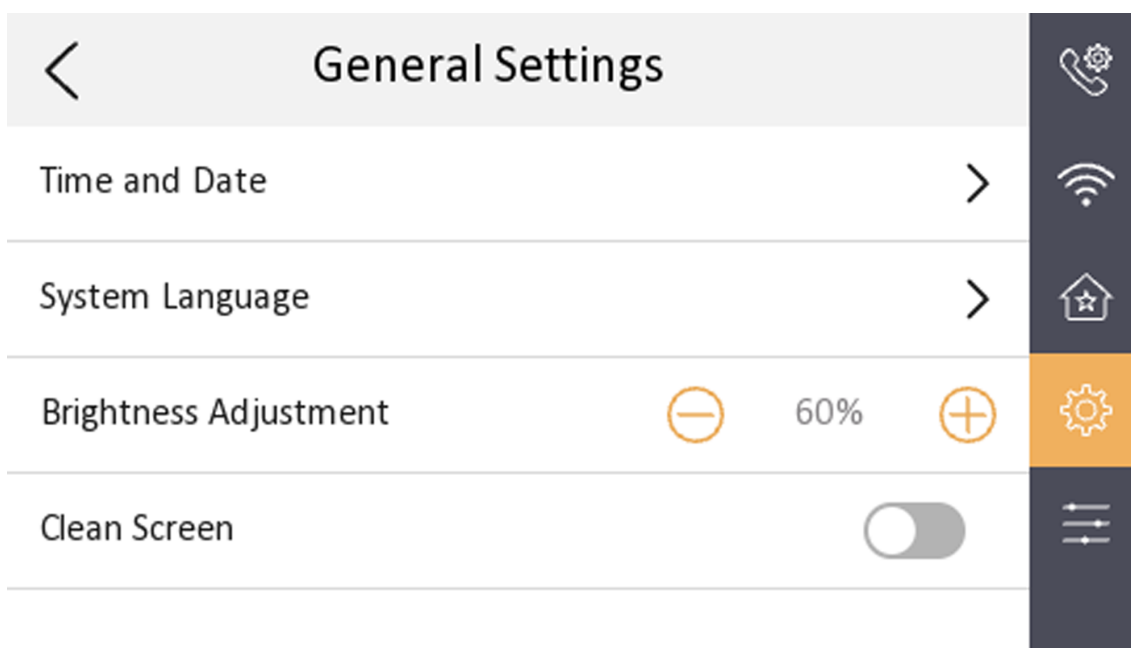 General Settings
Time and Date
System Language
Brightness Adjustment 60%
Clean Screen